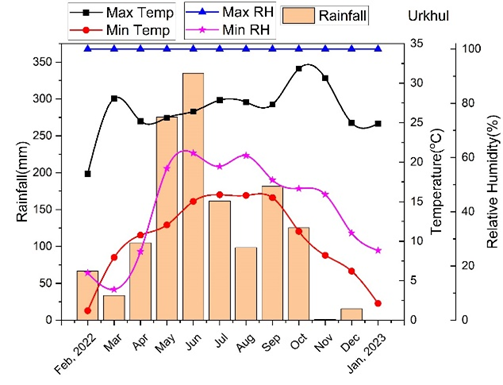 Max Temp
Min Temp
Max RH
Min RH
Rainfall
Urkhul
Rainfall(mm)
350
300
250
200
150
100
50
0
35
30
25
20
15
10
5
0
Temperature(°C)
100
80
60
40
20
0
Relative Humidity(%)
Feb. 2022
Mar
Apr
May
Jun
Jul
Aug
Sep
Oct
Nov
Dec
Jan. 2023